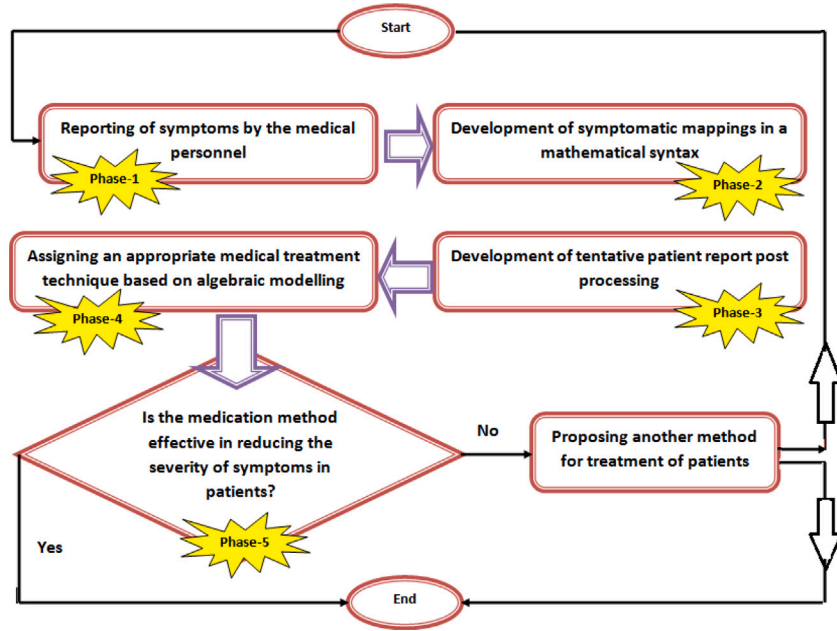 Start
Reporting of symptoms by the medical
personnel
Phase-1
Development of symptomatic mappings in a
mathematical syntax
Phase-2
Assigning an appropriate medical treatment
technique based on algebraic modelling
Phase-4
Development of tentative patient report post
processing
Phase-3
Is the medication method
effective in reducing the
severity of symptoms in
patients?
Phase-5
No
Proposing another method
for treatment of patients
Yes
End